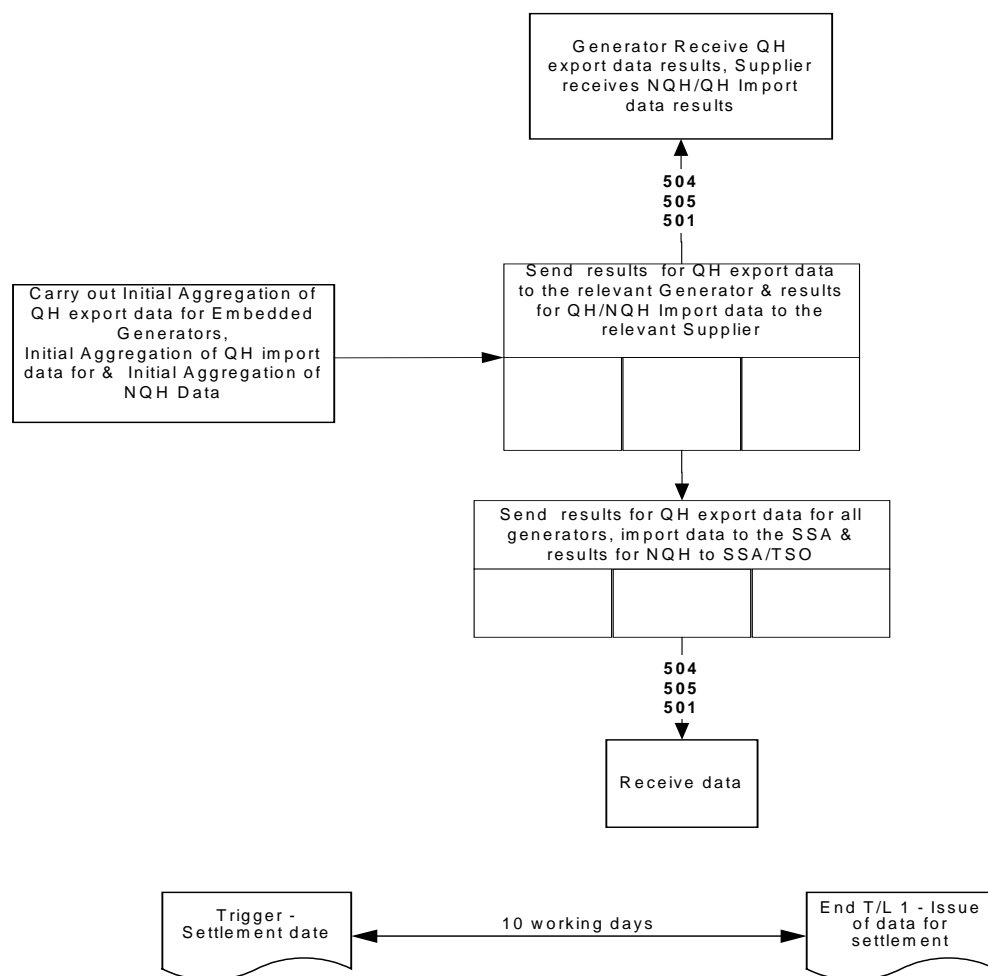 Generator Receive QH
export data results, Supplier
receives NQH/QH Import
data results
504
505
501
Send results for QH export data
to the relevant Generator & results
for QH/NQH Import data to the
relevant Supplier
Carry out Initial Aggregation of
QH export data for Embedded
Generators,
Initial Aggregation of QH import
data for & Initial Aggregation of
NQH Data
Send results for QH export data for all
generators, import data to the SSA &
results for NQH to SSA/TSO
504
505
501
Receive data
Trigger -
Settlement date
10 working days
End T/L 1 - Issue
of data for
settlement